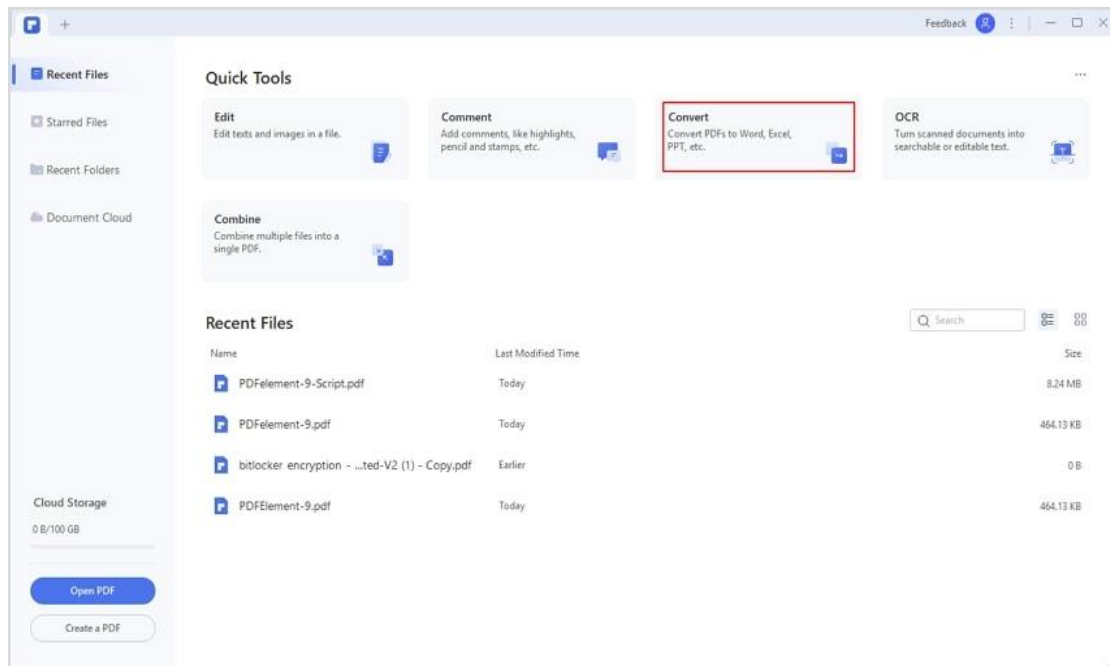 Feedback
Recent Files
Starred Files
Recent Folders
Document Cloud
Quick Tools
Edit
Edit texts and images in a file.
Comment
Add comments, like highlights,
pencil and stamps, etc.
Convert
Convert PDFs to Word, Excel,
PPT, etc.
OCR
Turn scanned documents into
searchable or editable text.
Combine
Combine multiple files into a
single PDF.
Recent Files
Search
Name Last Modified Time Size
PDFelement-9-Script.pdf Today 8.24 MB
PDFelement-9.pdf Today 464.13 KB
bitlocker encryption - ...ted-V2 (1) - Copy.pdf Earlier 0 B
PDFElement-9.pdf Today 464.13 KB
Cloud Storage
0 B/100 GB
Open PDF
Create a PDF